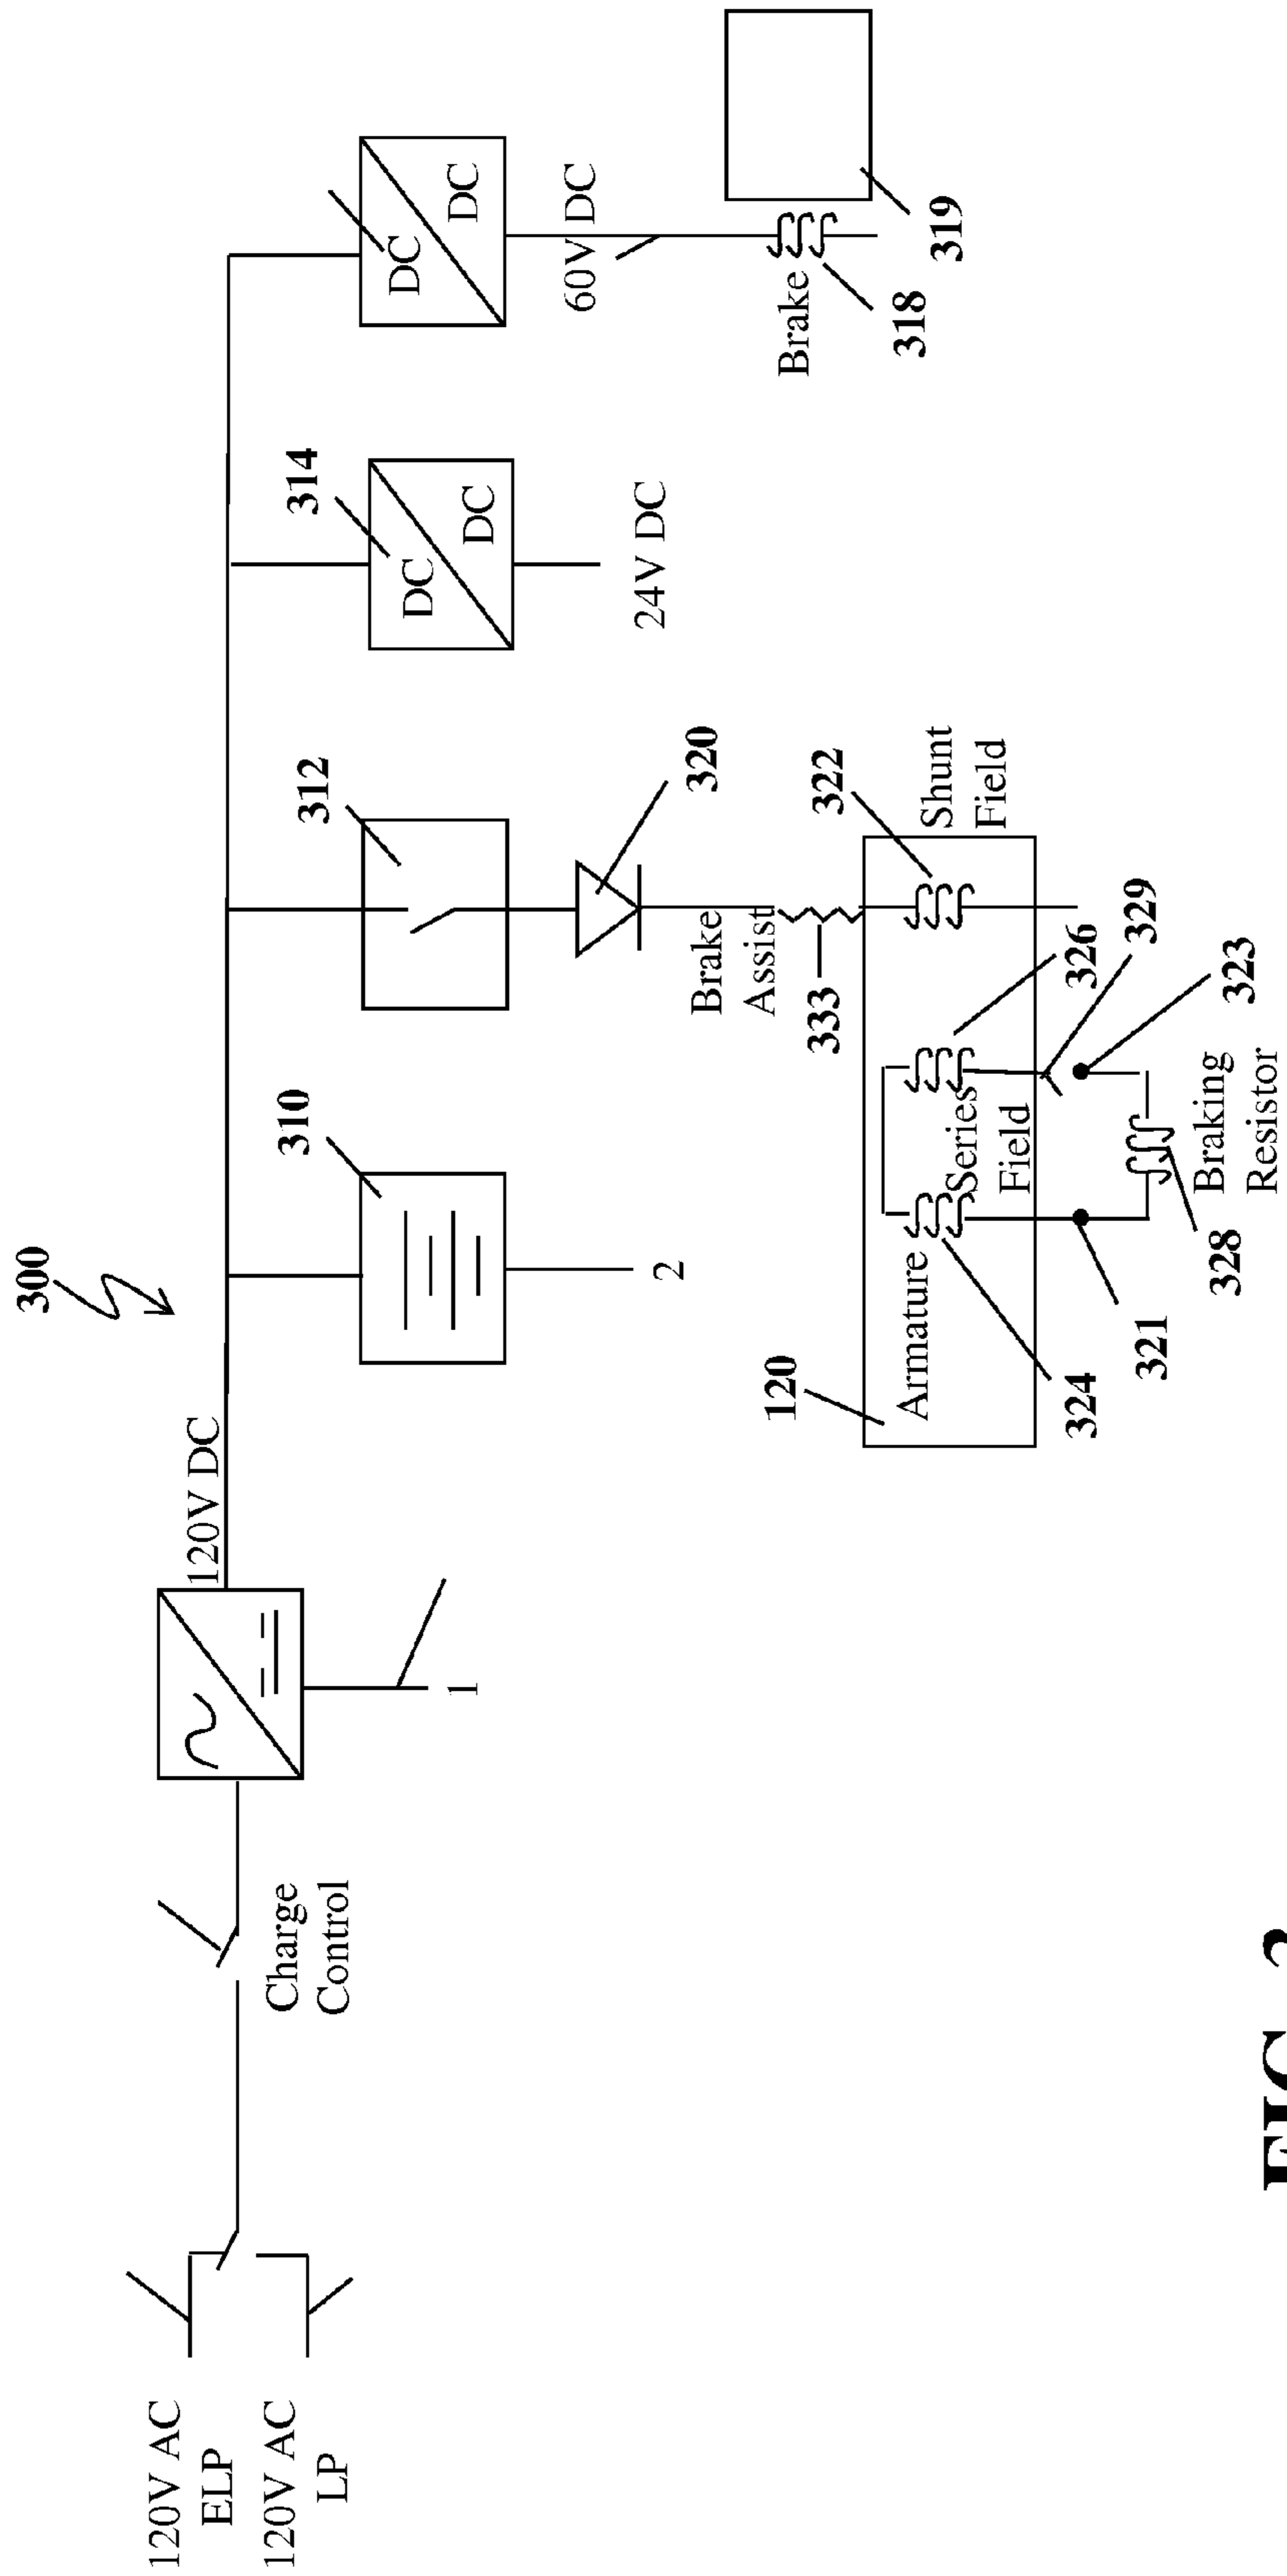 300
120V AC
ELP
120V AC
LP
Charge
Control
120V DC
1
310
2
312
320
Brake
Assist
333
314
DC
DC
24V DC
DC
DC
60V DC
Brake
318
319
120
Armature
324
Series
Field
326
322
Shunt
Field
329
323
321
328
Braking
Resistor